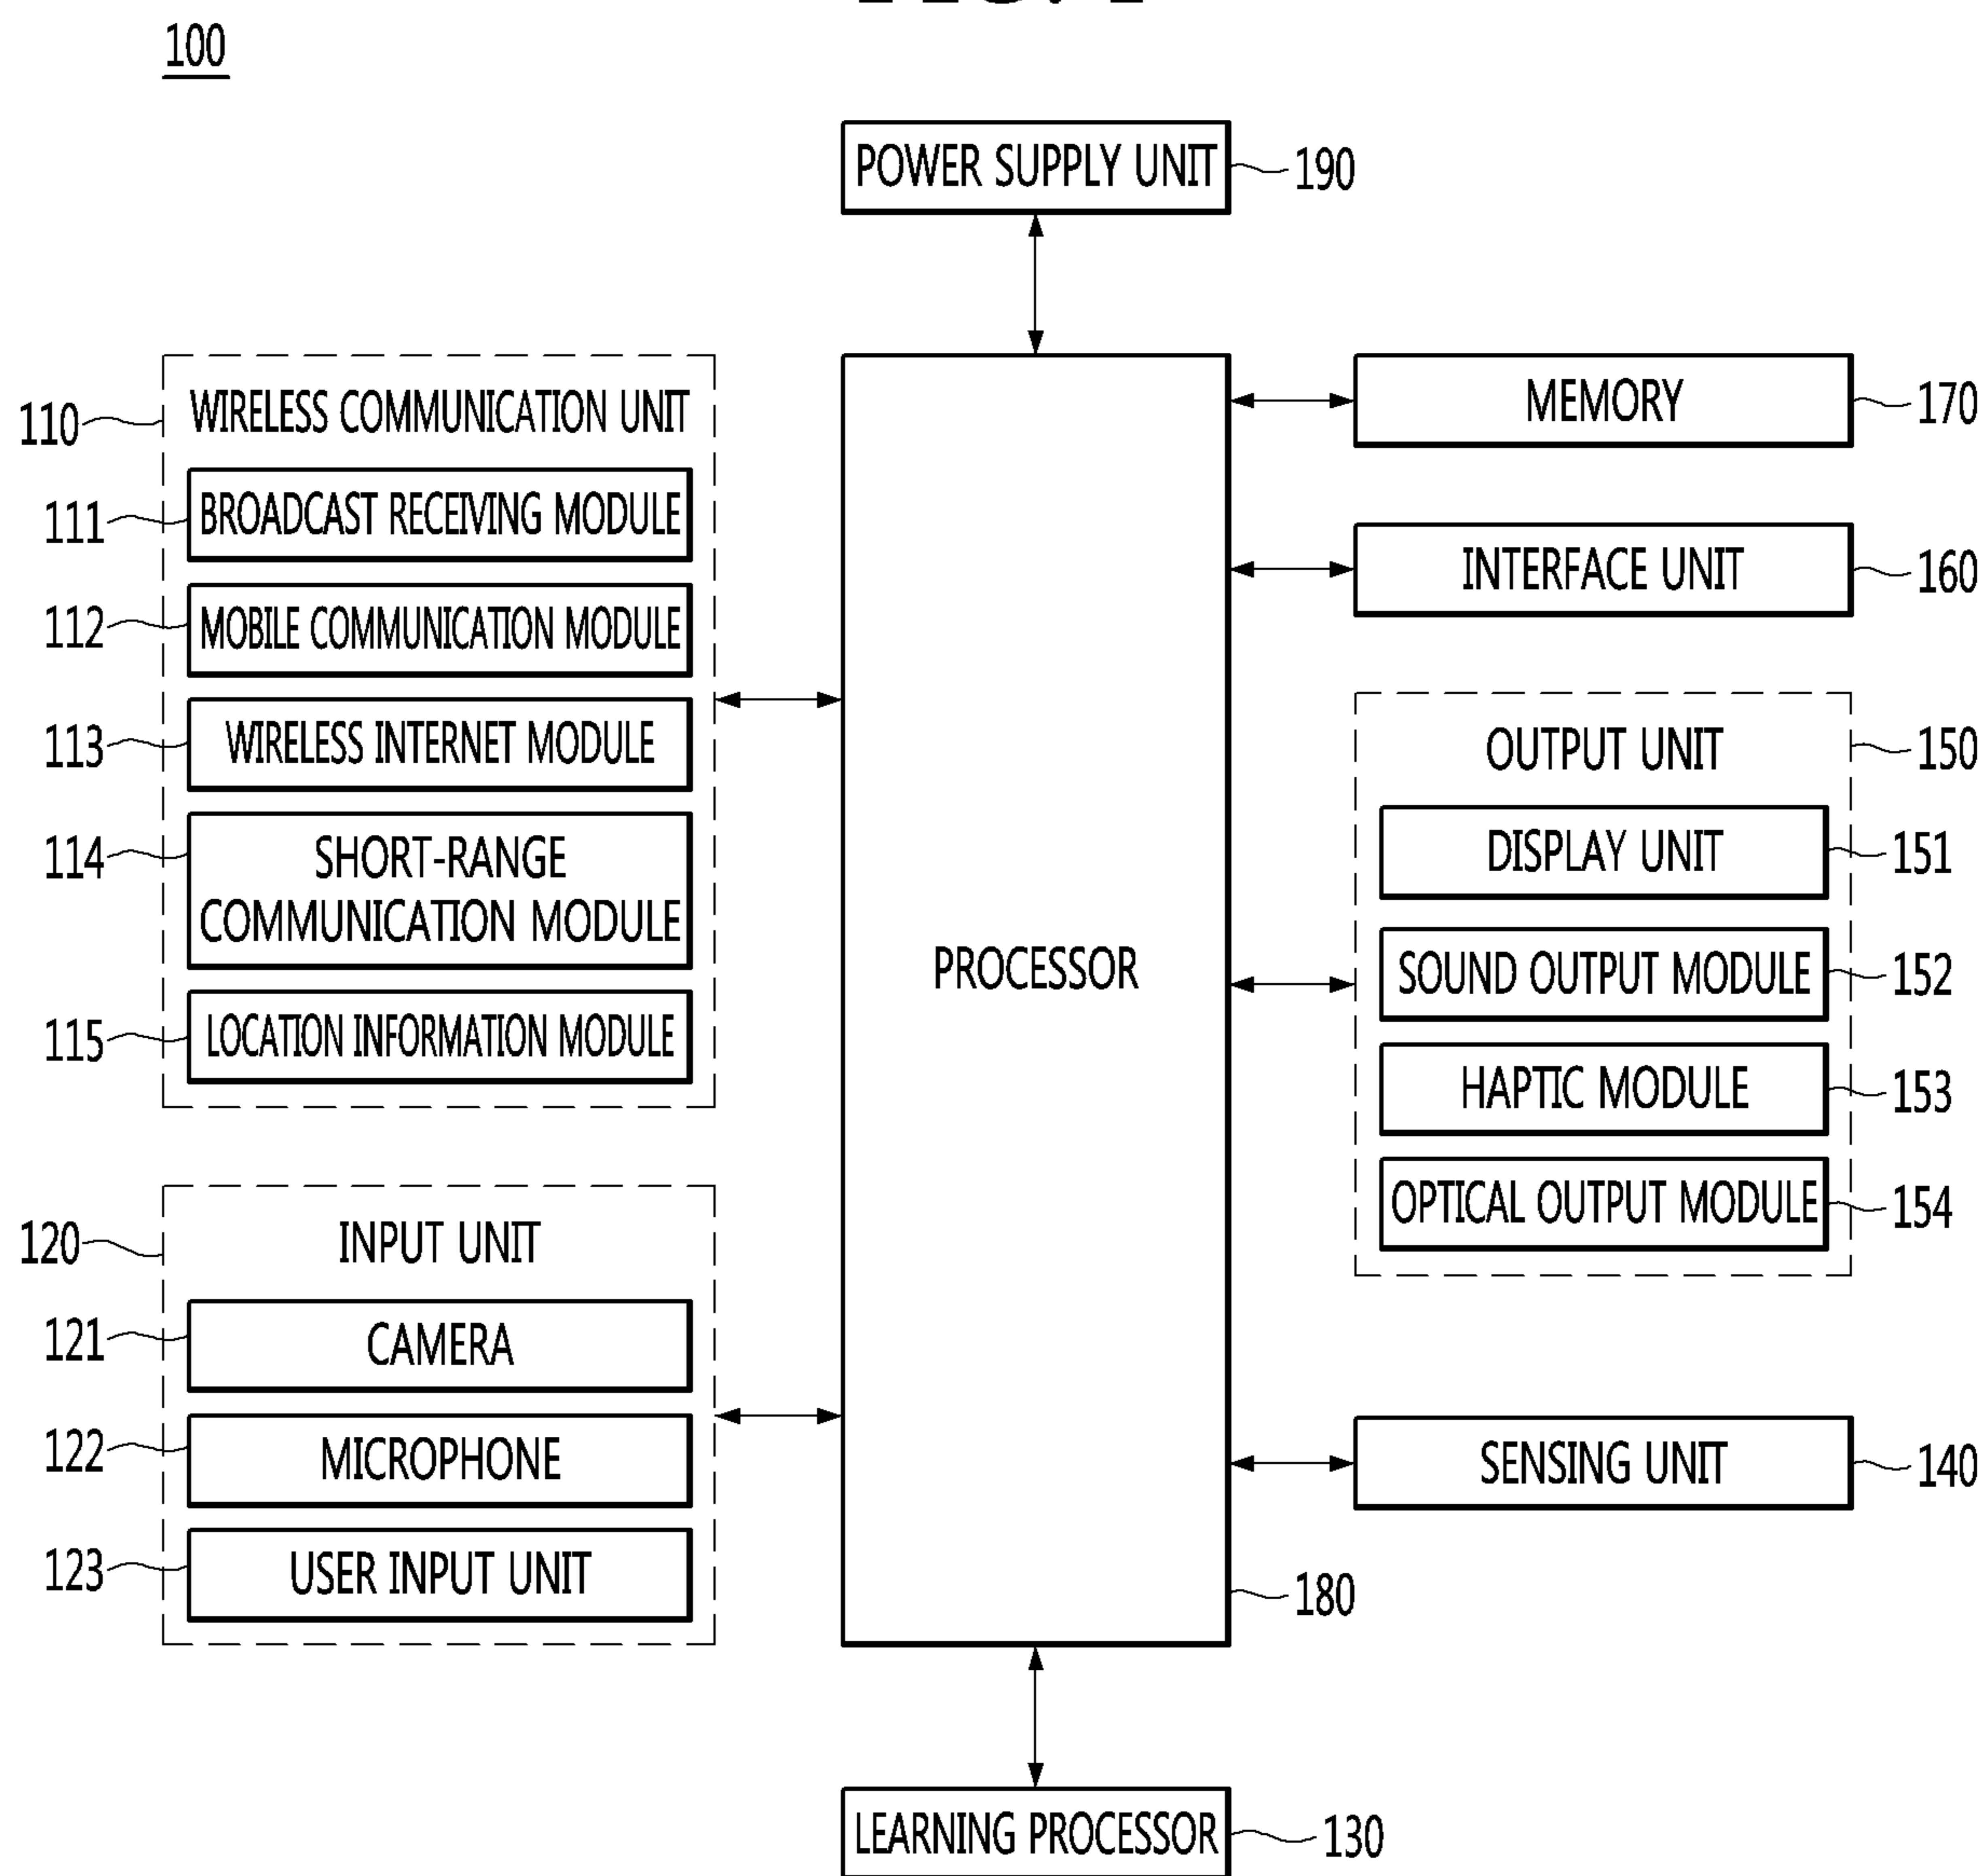 100
POWER SUPPLY UNIT
190
110
WIRELESS COMMUNICATION UNIT
111
BROADCAST RECEIVING MODULE
112
MOBILE COMMUNICATION MODULE
113
WIRELESS INTERNET MODULE
114
SHORT-RANGE
COMMUNICATION MODULE
115
LOCATION INFORMATION MODULE
120
INPUT UNIT
121
CAMERA
122
MICROPHONE
123
USER INPUT UNIT
PROCESSOR
180
MEMORY
170
INTERFACE UNIT
160
OUTPUT UNIT
150
DISPLAY UNIT
151
SOUND OUTPUT MODULE
152
HAPTIC MODULE
153
OPTICAL OUTPUT MODULE
154
SENSING UNIT
140
LEARNING PROCESSOR
130